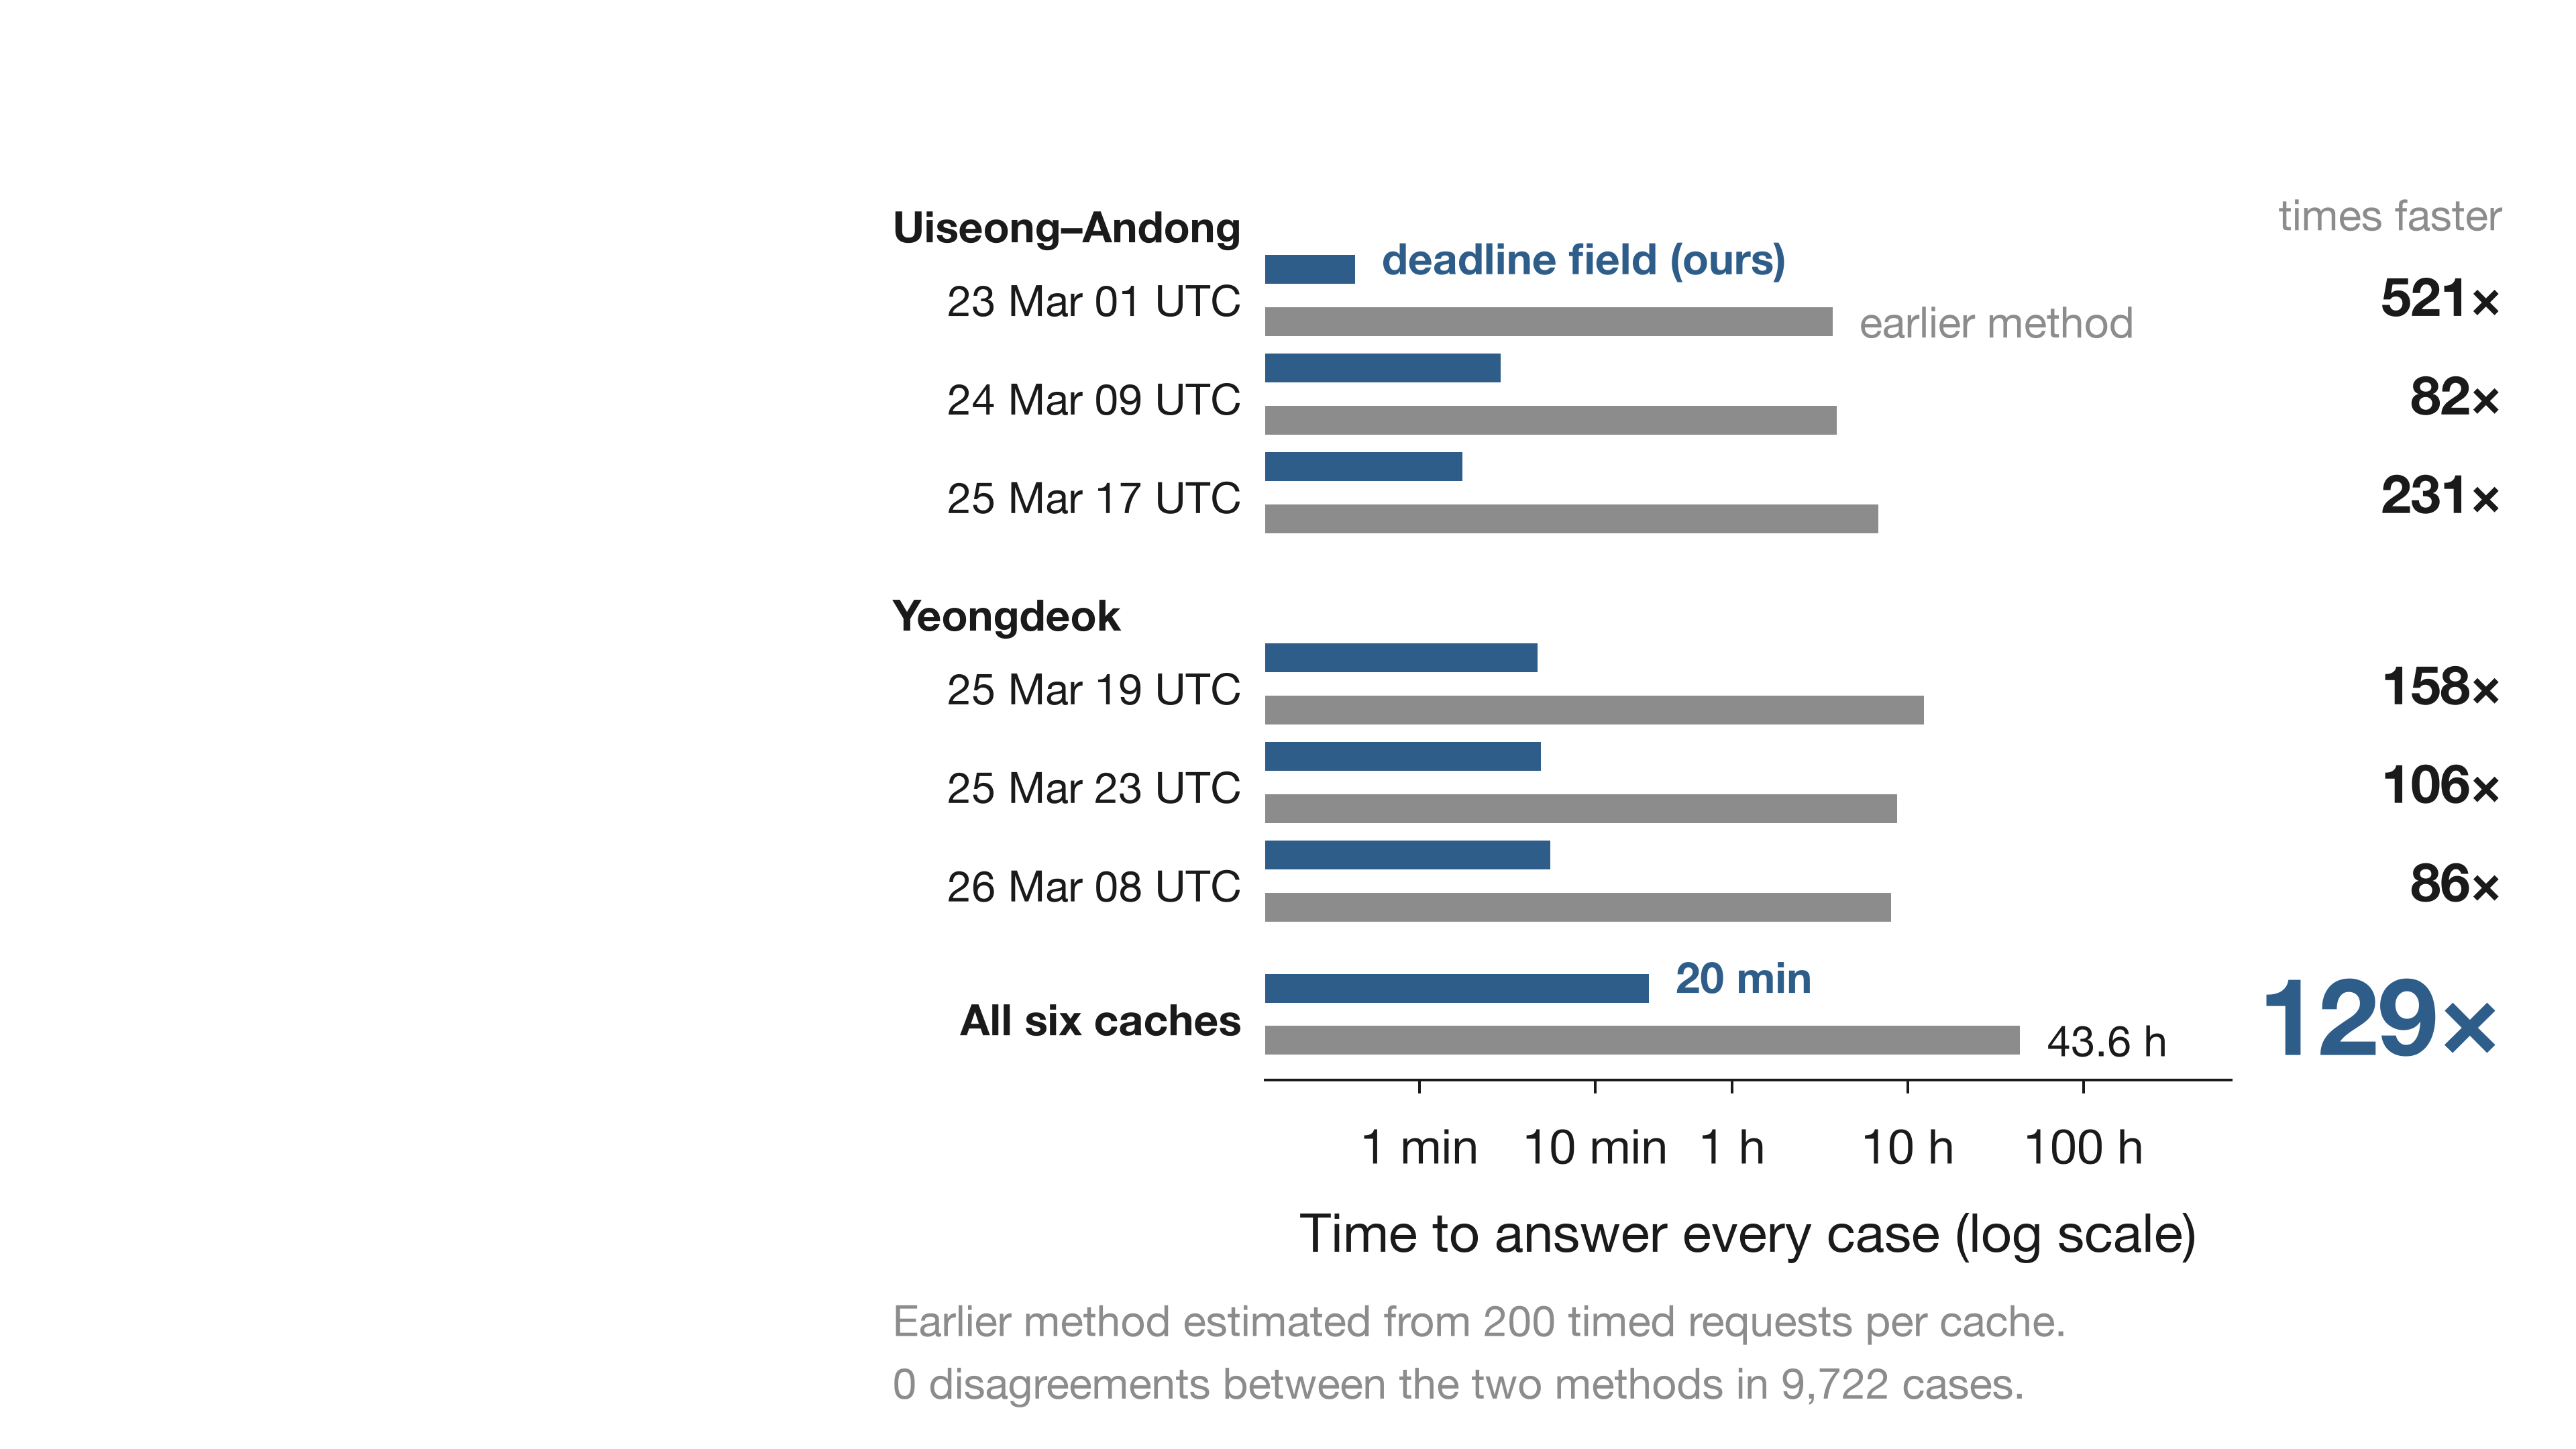 times faster
Uiseong–Andong
deadline field (ours)
23 Mar 01 UTC
521×
earlier method
24 Mar 09 UTC
82×
25 Mar 17 UTC
231×
Yeongdeok
25 Mar 19 UTC
158×
25 Mar 23 UTC
106×
26 Mar 08 UTC
86×
20 min
All six caches
43.6 h
129×
1 min 10 min 1 h 10 h 100 h
Time to answer every case (log scale)
Earlier method estimated from 200 timed requests per cache.
0 disagreements between the two methods in 9,722 cases.